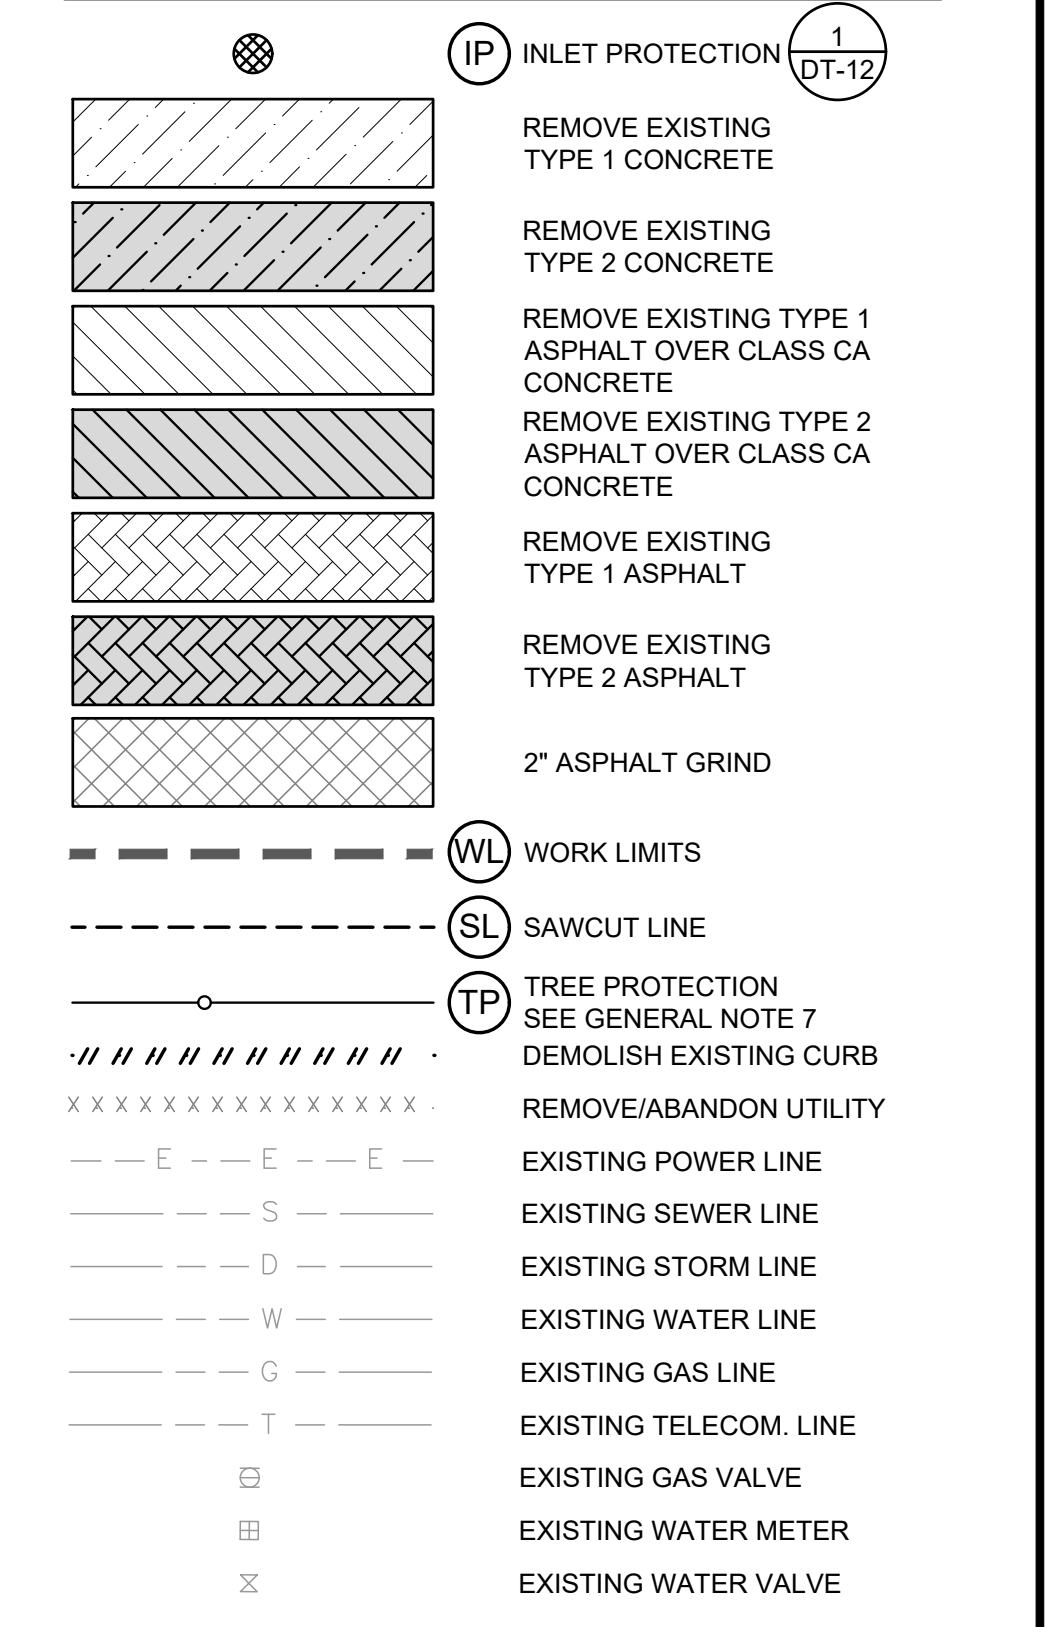 IP INLET PROTECTION 1
DT-12
REMOVE EXISTING
TYPE 1 CONCRETE
REMOVE EXISTING
TYPE 2 CONCRETE
REMOVE EXISTING TYPE 1
ASPHALT OVER CLASS CA
CONCRETE
REMOVE EXISTING TYPE 2
ASPHALT OVER CLASS CA
CONCRETE
REMOVE EXISTING
TYPE 1 ASPHALT
REMOVE EXISTING
TYPE 2 ASPHALT
2" ASPHALT GRIND
WL WORK LIMITS
SL SAWCUT LINE
TP TREE PROTECTION
SEE GENERAL NOTE 7
DEMOLISH EXISTING CURB
X X X X X X X X X X X X X X X REMOVE/ABANDON UTILITY
E E E EXISTING POWER LINE
S EXISTING SEWER LINE
D EXISTING STORM LINE
W EXISTING WATER LINE
G EXISTING GAS LINE
T EXISTING TELECOM. LINE
EXISTING GAS VALVE
EXISTING WATER METER
EXISTING WATER VALVE